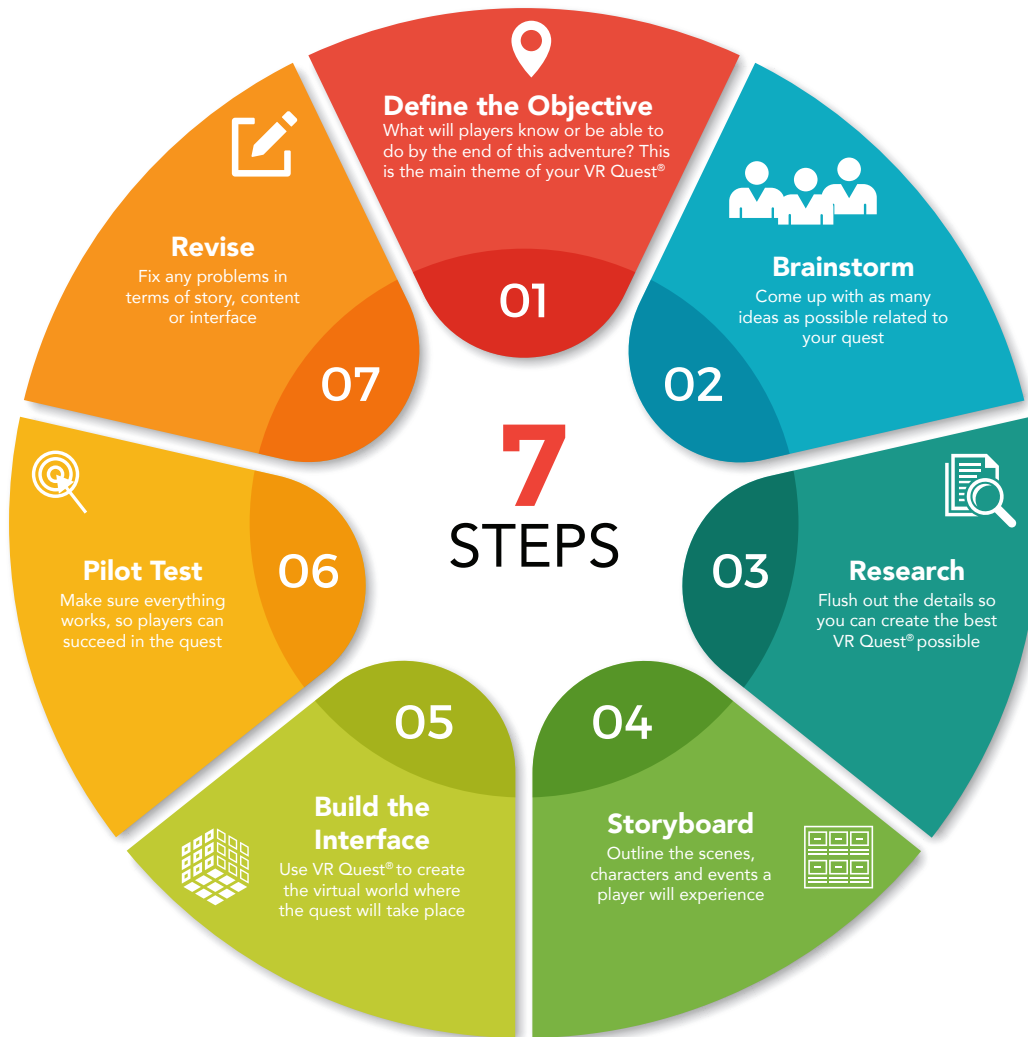 Define the Objective
What will players know or be able to
do by the end of this adventure? This
is the main theme of your VR Quest®
01
Brainstorm
Come up with as many
ideas as possible related to
your quest
02
Research
Flush out the details so
you can create the best
VR Quest® possible
03
Storyboard
Outline the scenes,
characters and events a
player will experience
04
Build the
Interface
Use VR Quest® to create
the virtual world where
the quest will take place
05
Pilot Test
Make sure everything
works, so players can
succeed in the quest
06
Revise
Fix any problems in
terms of story, content
or interface
07
7
STEPS